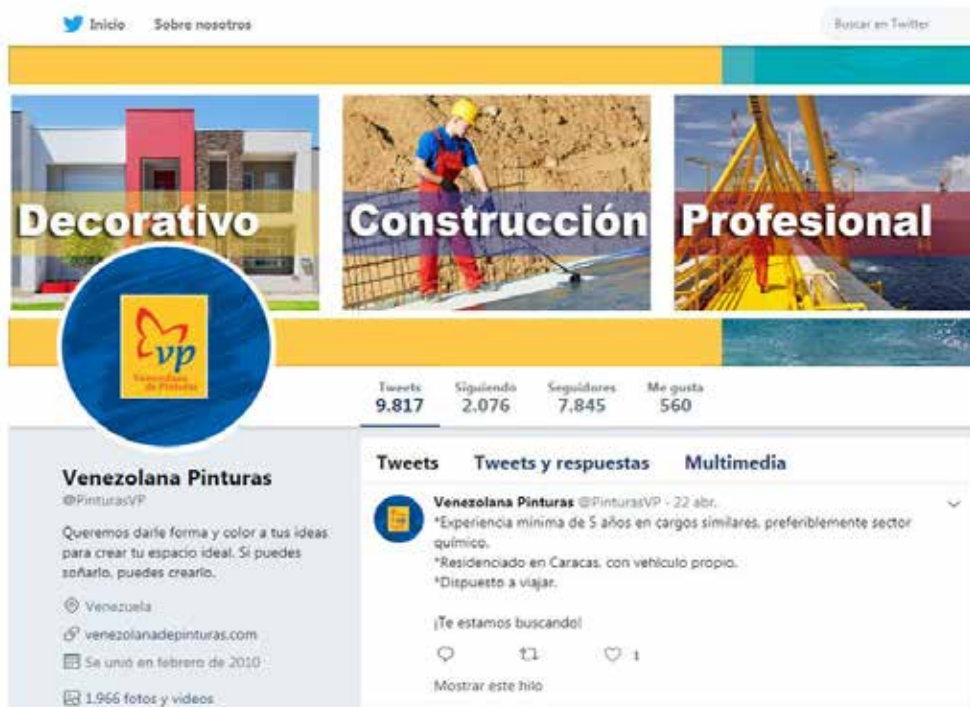 Inicio Sobre nosotros Buscar en Twitter
Decorativo Construcción Profesional
vp
Venezolana
de Pinturas
Tweets Siguiendo Seguidores Me gusta
9.817 2.076 7.845 560
Venezolana Pinturas
@PinturasVP
Queremos darle forma y color a tus ideas
para crear tu espacio ideal. Si puedes
soñarlo, puedes crearlo.
Venezuela
venezolanadepinturas.com
Se unió en febrero de 2010
1.966 fotos y videos
Tweets Tweets y respuestas Multimedia
Venezolana Pinturas @PinturasVP - 22 abr.
*Experiencia mínima de 5 años en cargos similares, preferiblemente sector
químico.
*Residenciado en Caracas, con vehículo propio.
*Dispuesto a viajar.
¡Te estamos buscando!
1
Mostrar este hilo